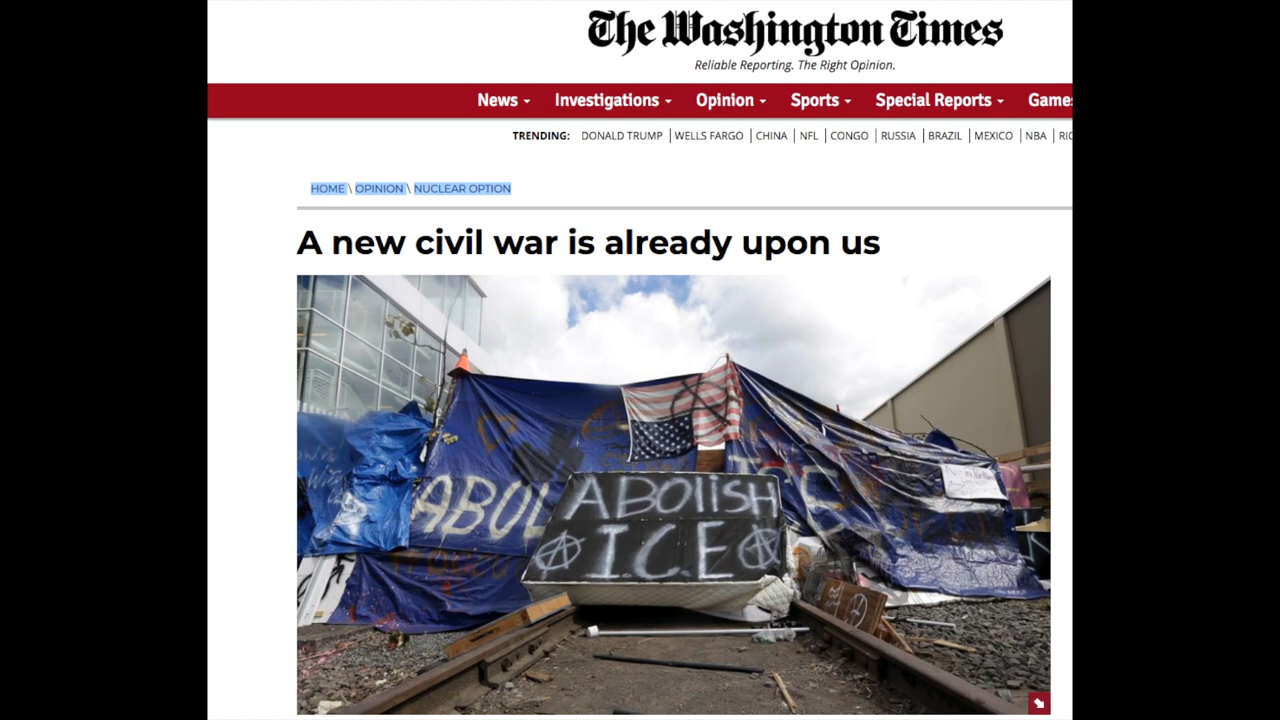 The Washington Times
Reliable Reporting. The Right Opinion.
News Investigations Opinion Sports Special Reports Game
TRENDING: DONALD TRUMP WELLS FARGO CHINA NFL CONGO RUSSIA BRAZIL MEXICO NBA
HOME \ OPINION \ NUCLEAR OPTION
A new civil war is already upon us
ABOL ICE
ABOLiSH
I.C.E